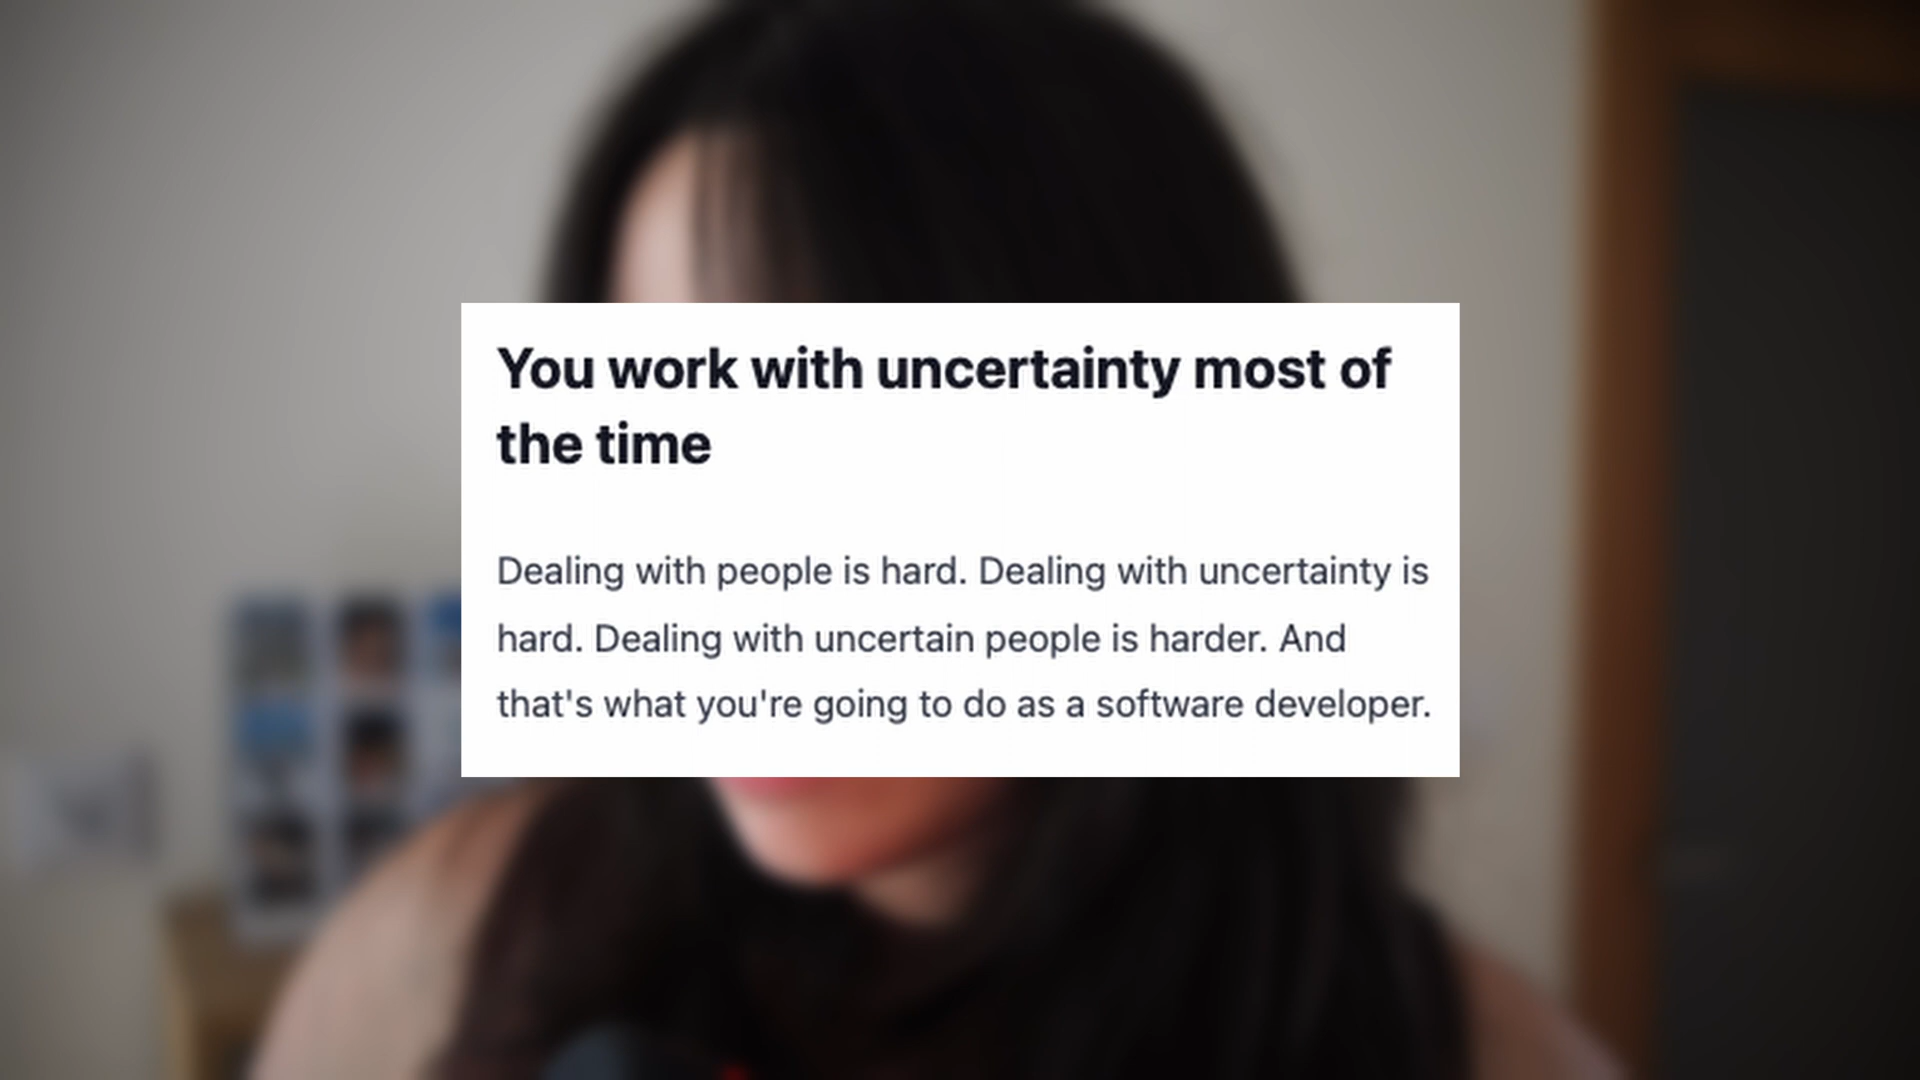 You work with uncertainty most of
the time
Dealing with people is hard. Dealing with uncertainty is
hard. Dealing with uncertain people is harder. And
that's what you're going to do as a software developer.